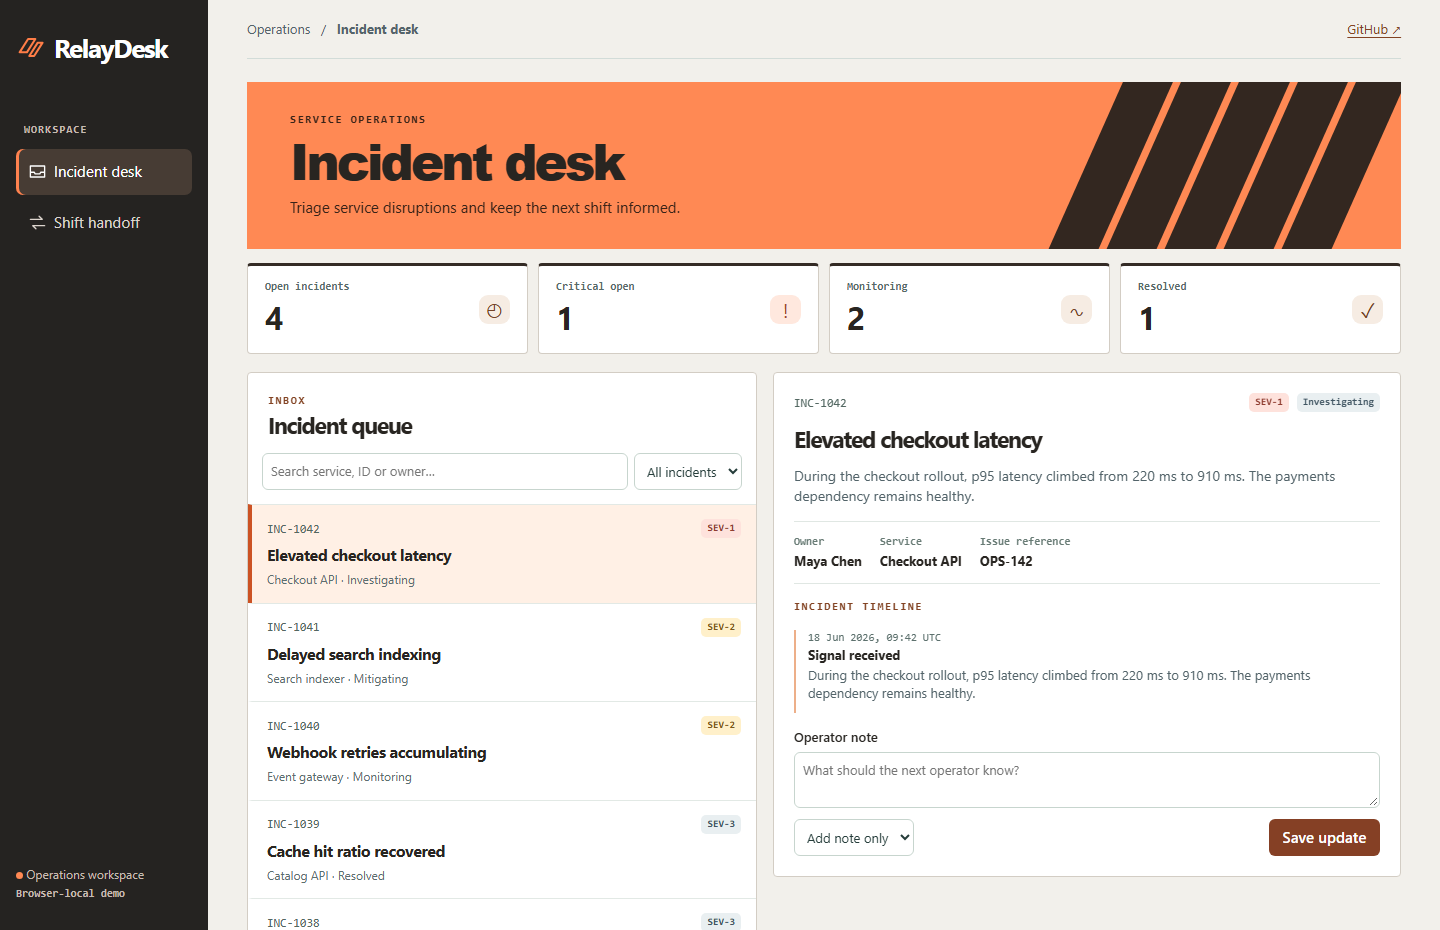 RelayDesk
WORKSPACE
Incident desk
Shift handoff
Operations workspace
Browser-local demo
Operations / Incident desk
GitHub ↗
SERVICE OPERATIONS
Incident desk
Triage service disruptions and keep the next shift informed.
Open incidents
4
Critical open
1
!
Monitoring
2
Resolved
1
✓
INBOX
Incident queue
Search service, ID or owner...
All incidents
INC-1042
SEV-1
Elevated checkout latency
Checkout API · Investigating
INC-1041
SEV-2
Delayed search indexing
Search indexer · Mitigating
INC-1040
SEV-2
Webhook retries accumulating
Event gateway · Monitoring
INC-1039
SEV-3
Cache hit ratio recovered
Catalog API · Resolved
INC-1038
SEV-3
INC-1042
SEV-1
Investigating
Elevated checkout latency
During the checkout rollout, p95 latency climbed from 220 ms to 910 ms. The payments
dependency remains healthy.
Owner
Maya Chen
Service
Checkout API
Issue reference
OPS-142
INCIDENT TIMELINE
18 Jun 2026, 09:42 UTC
Signal received
During the checkout rollout, p95 latency climbed from 220 ms to 910 ms. The payments
dependency remains healthy.
Operator note
What should the next operator know?
Add note only
Save update